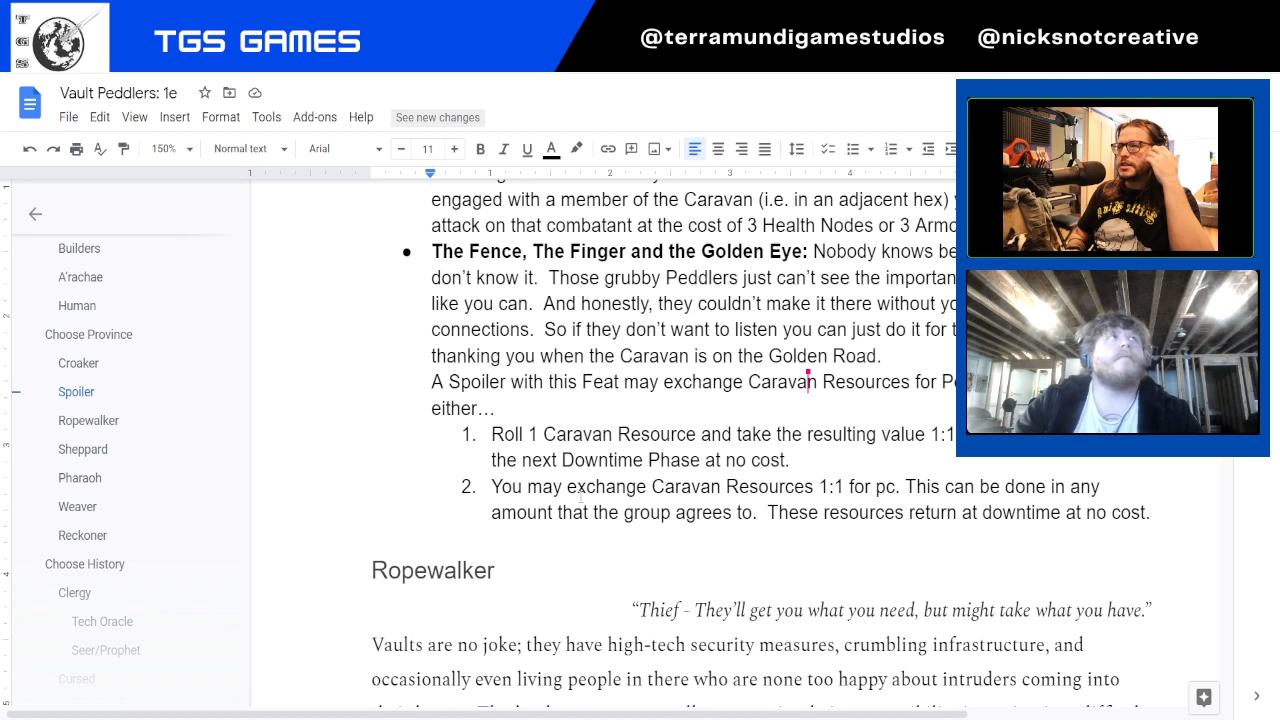 TGS
TGS GAMES
@terramundigamestudios @nicksnotcreative
Vault Peddlers: 1e
File Edit View Insert Format Tools Add-ons Help See new changes
150% Normal text Arial 11 B I U A
1 1 2 3 4
Builders
A'rachae
Human
Choose Province
Croaker
Spoiler
Ropewalker
Sheppard
Pharaoh
Weaver
Reckoner
Choose History
Clergy
Tech Oracle
Seer/Prophet
Cursed
engaged with a member of the Caravan (i.e. in an adjacent hex)
attack on that combatant at the cost of 3 Health Nodes or 3 Armo
● The Fence, The Finger and the Golden Eye: Nobody knows be
don't know it. Those grubby Peddlers just can't see the importan
like you can. And honestly, they couldn't make it there without yo
connections. So if they don't want to listen you can just do it for t
thanking you when the Caravan is on the Golden Road.
A Spoiler with this Feat may exchange Caravan Resources for P
either…
1. Roll 1 Caravan Resource and take the resulting value 1:1
the next Downtime Phase at no cost.
2. You may exchange Caravan Resources 1:1 for pc. This can be done in any
amount that the group agrees to. These resources return at downtime at no cost.
Ropewalker
“Thief - They’ll get you what you need, but might take what you have.”
Vaults are no joke; they have high-tech security measures, crumbling infrastructure, and
occasionally even living people in there who are none too happy about intruders coming into